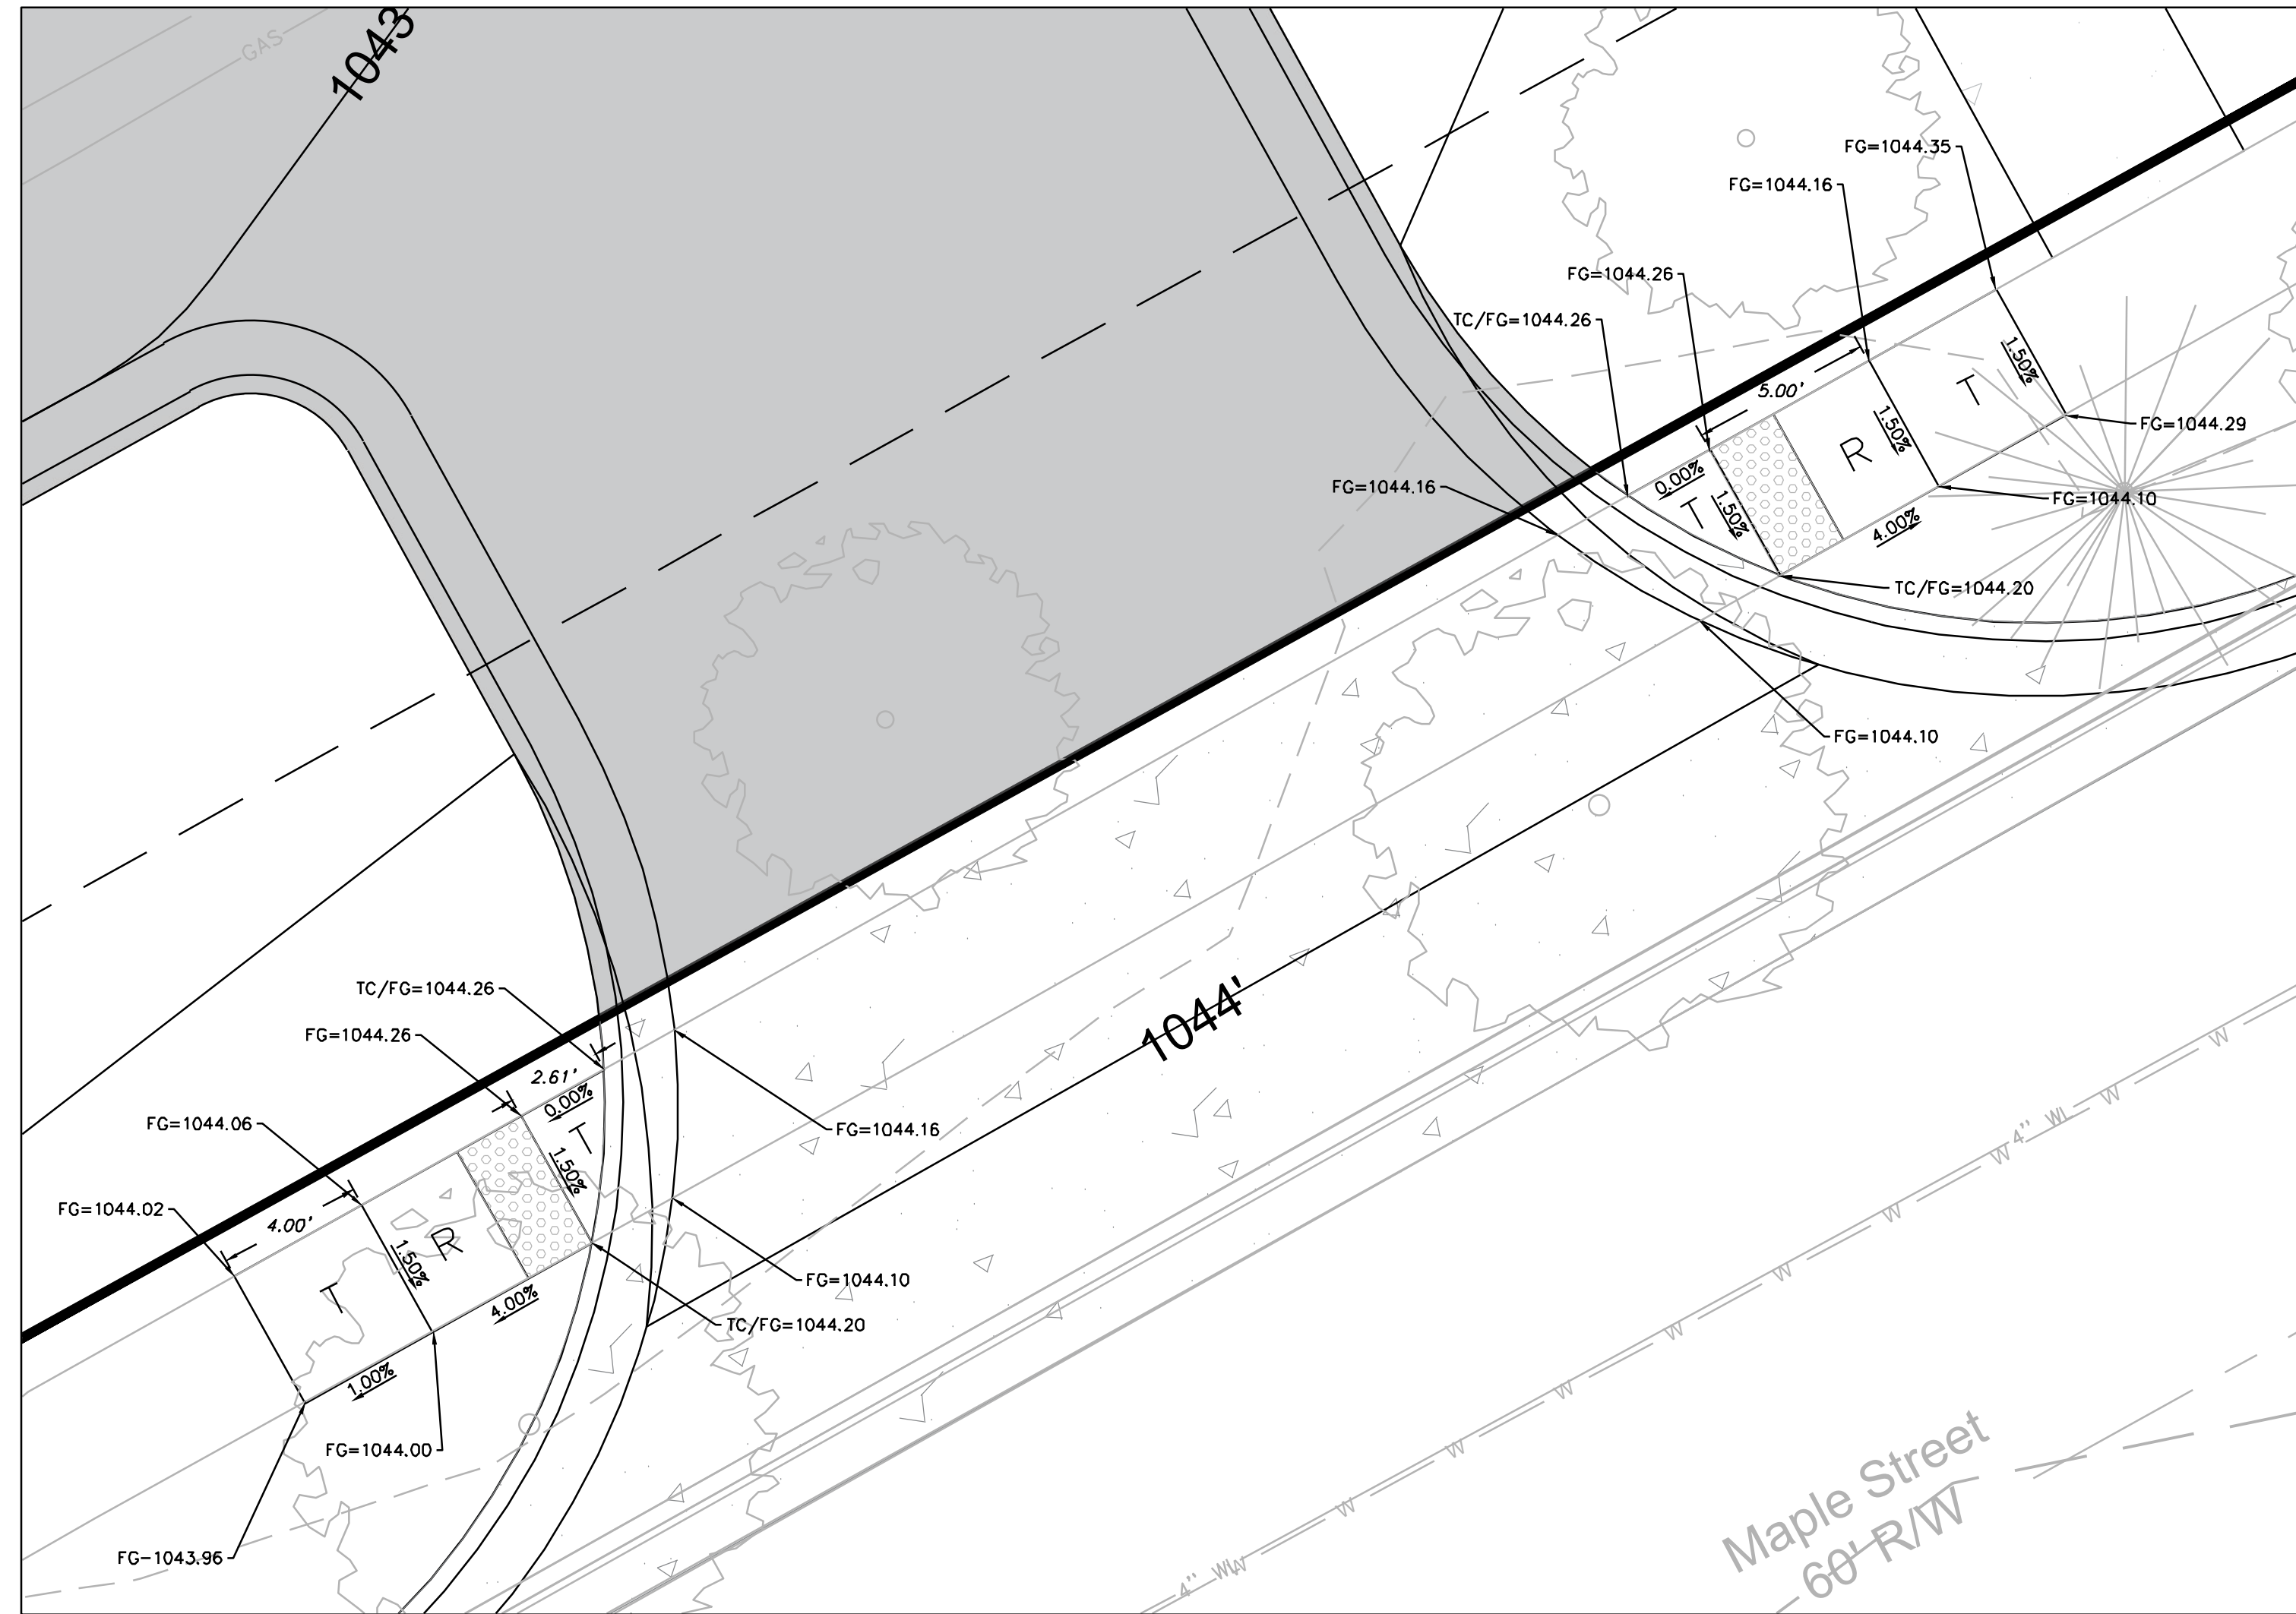 GAS
1043
FG=1044.35
FG=1044.16
FG=1044.26
TC/FG=1044.26
5.00'
1.50%
T
1.50%
R
FG=1044.29
0.00%
FG=1044.16
T
1.50%
FG=1044.10
4.00%
TC/FG=1044.20
FG=1044.10
TC/FG=1044.26
1044'
FG=1044.26
2.61'
0.00%
FG=1044.06
T
FG=1044.16
1.50%
FG=1044.02
4.00'
R
1.50%
FG=1044.10
T
4.00%
TC/FG=1044.20
1.00%
FG=1044.00
FG-1043.96
W
W
4" WL
W
W
W
W
W
W
W
W
4" W
W
Maple Street
60' R/W